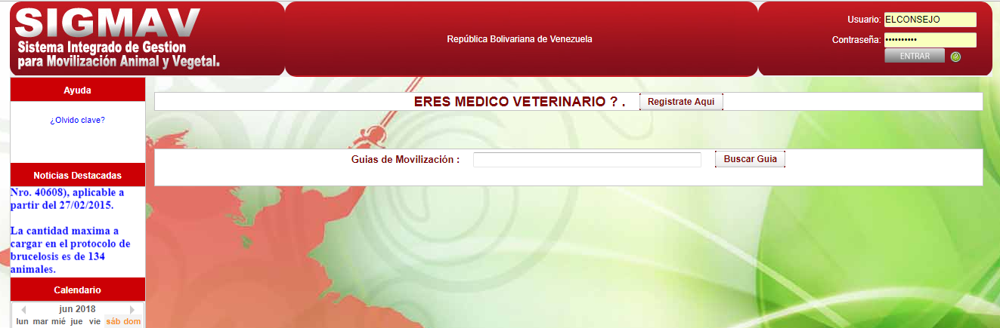 SIGMAV
Sistema Integrado de Gestion
para Movilización Animal y Vegetal.
República Bolivariana de Venezuela
Usuario: ELCONSEJO
Contraseña: ••••••••••
ENTRAR ?
Ayuda
¿Olvido clave?
ERES MEDICO VETERINARIO ? . Registrate Aqui
Guias de Movilización : Buscar Guia
Noticias Destacadas
Nro. 40608), aplicable a
partir del 27/02/2015.
La cantidad maxima a
cargar en el protocolo de
brucelosis es de 134
animales.
Calendario
jun 2018
lun mar mié jue vie sáb dom